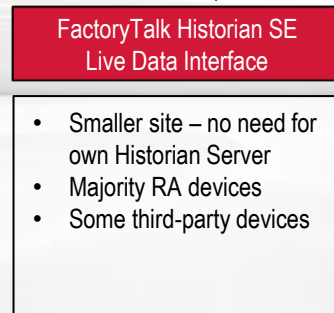 FactoryTalk Historian SE
Live Data Interface
• Smaller site – no need for
own Historian Server
• Majority RA devices
• Some third-party devices